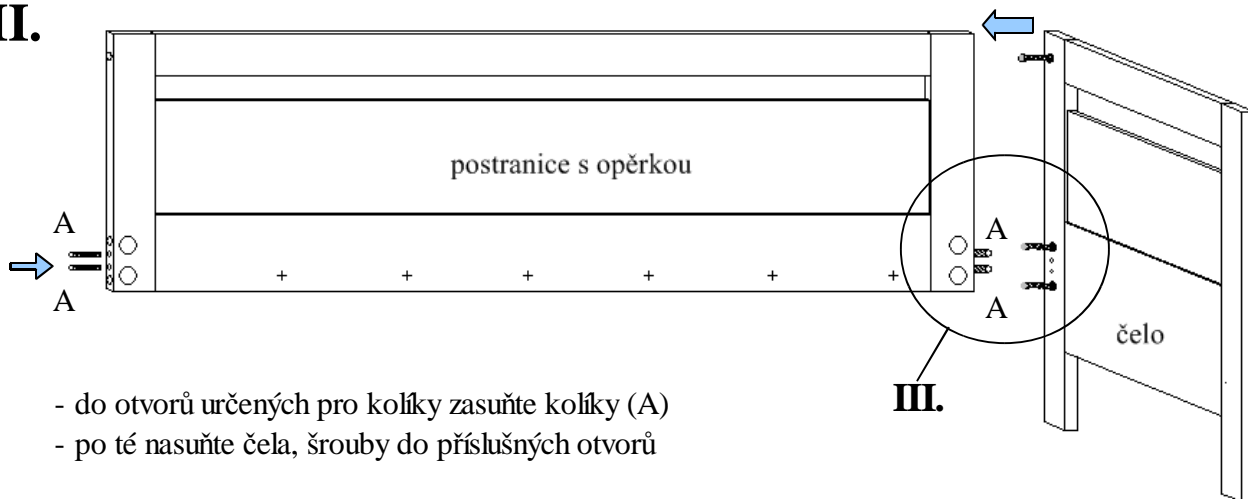 II.
postranice s opěrkou
A
A
A
A
čelo
III.
- do otvorů určených pro kolíky zasuňte kolíky (A)
- po té nasuňte čela, šrouby do příslušných otvorů